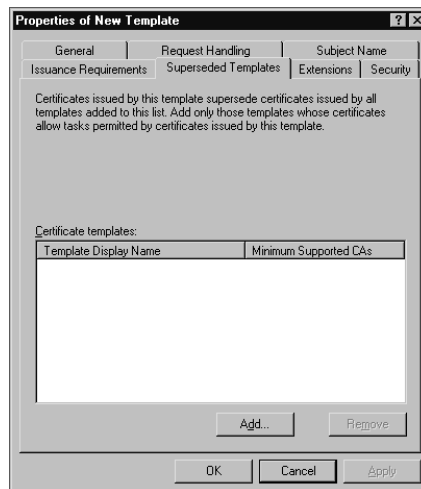 Properties of New Template
General Request Handling Subject Name
Issuance Requirements Superseded Templates Extensions Security
Certificates issued by this template supersede certificates issued by all
templates added to this list. Add only those templates whose certificates
allow tasks permitted by certificates issued by this template.
Certificate templates:
Template Display Name Minimum Supported CAs
Add... Remove
OK Cancel Apply